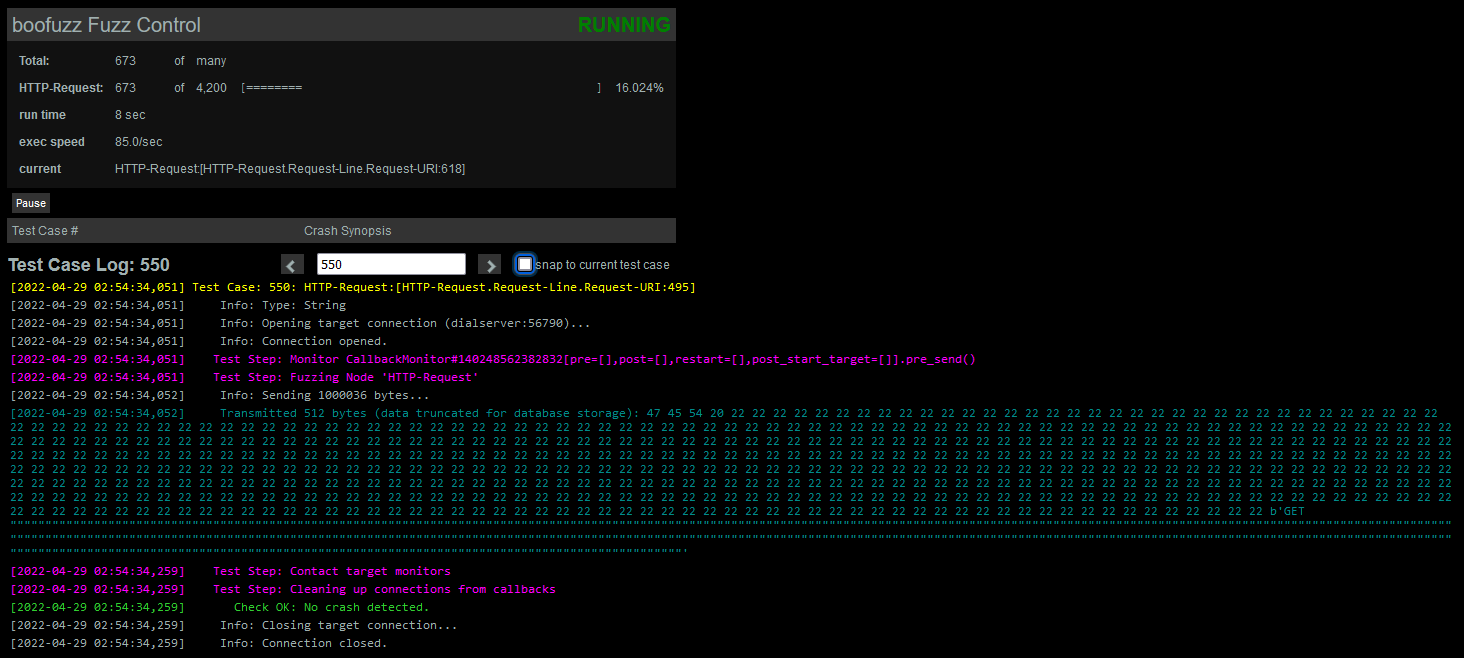 boofuzz Fuzz Control
RUNNING
Total: 673 of many
HTTP-Request: 673 of 4,200 [======== ] 16.024%
run time 8 sec
exec speed 85.0/sec
current HTTP-Request:[HTTP-Request.Request-Line.Request-URI:618]
Pause
Test Case # Crash Synopsis
Test Case Log: 550 < 550 > snap to current test case
[2022-04-29 02:54:34,051] Test Case: 550: HTTP-Request:[HTTP-Request.Request-Line.Request-URI:495]
[2022-04-29 02:54:34,051] Info: Type: String
[2022-04-29 02:54:34,051] Info: Opening target connection (dialserver:56790)...
[2022-04-29 02:54:34,051] Info: Connection opened.
[2022-04-29 02:54:34,051] Test Step: Monitor CallbackMonitor#140248562382832[pre=[],post=[],restart=[],post_start_target=[]].pre_send()
[2022-04-29 02:54:34,051] Test Step: Fuzzing Node 'HTTP-Request'
[2022-04-29 02:54:34,052] Info: Sending 1000036 bytes...
[2022-04-29 02:54:34,052] Transmitted 512 bytes (data truncated for database storage): 47 45 54 20 22 22 22 22 22 22 22 22 22 22 22 22 22 22 22 22 22 22 22 22 22 22 22 22 22 22 22 22 22 22 22 22 22 22
22 22 22 22 22 22 22 22 22 22 22 22 22 22 22 22 22 22 22 22 22 22 22 22 22 22 22 22 22 22 22 22 22 22 22 22 22 22 22 22 22 22 22 22 22 22 22 22 22 22 22 22 22 22 22 22 22 22 22 22 22 22 22 22 22 22 22 22 22
22 22 22 22 22 22 22 22 22 22 22 22 22 22 22 22 22 22 22 22 22 22 22 22 22 22 22 22 22 22 22 22 22 22 22 22 22 22 22 22 22 22 22 22 22 22 22 22 22 22 22 22 22 22 22 22 22 22 22 22 22 22 22 22 22 22 22 22 22
22 22 22 22 22 22 22 22 22 22 22 22 22 22 22 22 22 22 22 22 22 22 22 22 22 22 22 22 22 22 22 22 22 22 22 22 22 22 22 22 22 22 22 22 22 22 22 22 22 22 22 22 22 22 22 22 22 22 22 22 22 22 22 22 22 22 22 22 22
22 22 22 22 22 22 22 22 22 22 22 22 22 22 22 22 22 22 22 22 22 22 22 22 22 22 22 22 22 22 22 22 22 22 22 22 22 22 22 22 22 22 22 22 22 22 22 22 22 22 22 22 22 22 22 22 22 22 22 22 22 22 22 22 22 22 22 22 22
22 22 22 22 22 22 22 22 22 22 22 22 22 22 22 22 22 22 22 22 22 22 22 22 22 22 22 22 22 22 22 22 22 22 22 22 22 22 22 22 22 22 22 22 22 22 22 22 22 22 22 22 22 22 22 22 22 22 22 22 22 22 22 22 22 22 22 22 22
22 22 22 22 22 22 22 22 22 22 22 22 22 22 22 22 22 22 22 22 22 22 22 22 22 22 22 22 22 22 22 22 22 22 22 22 22 22 22 22 22 22 22 22 22 22 22 22 22 22 22 22 22 22 22 22 22 22 22 22 22 22 22 22 22 22 22 22 22
22 22 22 22 22 22 22 22 22 22 22 22 22 22 22 22 22 22 22 22 22 22 22 22 22 22 22 22 22 22 22 22 22 22 22 22 22 22 22 22 22 22 22 22 22 22 22 22 22 22 22 22 22 22 22 22 22 22 22 22 b'GET
""""""""""""""""""""""""""""""""""""""""""""""""""""""""""""""""""""""""""""""""""""""""""""""""""""""""""""""""""""""""""""""""""""""""""""""""""""""""""""""""""""""""""""""""""""""""""""""""""""""""""""""
""""""""""""""""""""""""""""""""""""""""""""""""""""""""""""""""""""""""""""""""""""""""""""""""""""""""""""""""""""""""""""""""""""""""""""""""""""""""""""""""""""""""""""""""""""""""""""""""""""""""""""""
""""""""""""""""""""""""""""""""""""""""""""""""""""""""""""""""""""""""""""""""""""""""""""""""'
[2022-04-29 02:54:34,259] Test Step: Contact target monitors
[2022-04-29 02:54:34,259] Test Step: Cleaning up connections from callbacks
[2022-04-29 02:54:34,259] Check OK: No crash detected.
[2022-04-29 02:54:34,259] Info: Closing target connection...
[2022-04-29 02:54:34,259] Info: Connection closed.